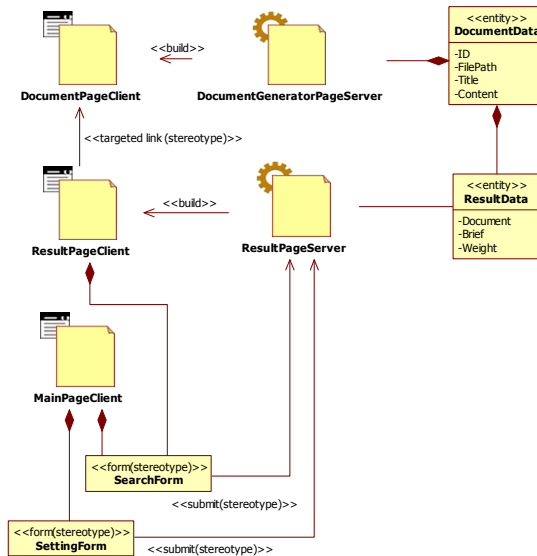 <<entity>>
DocumentData
-ID
-FilePath
-Title
-Content
<<build>>
DocumentPageClient
DocumentGeneratorPageServer
<<targeted link (stereotype)>>
<<entity>>
ResultData
-Document
-Brief
-Weight
<<build>>
ResultPageClient
ResultPageServer
MainPageClient
<<form(stereotype)>>
SearchForm
<<submit(stereotype)>>
<<form(stereotype)>>
SettingForm
<<submit(stereotype)>>